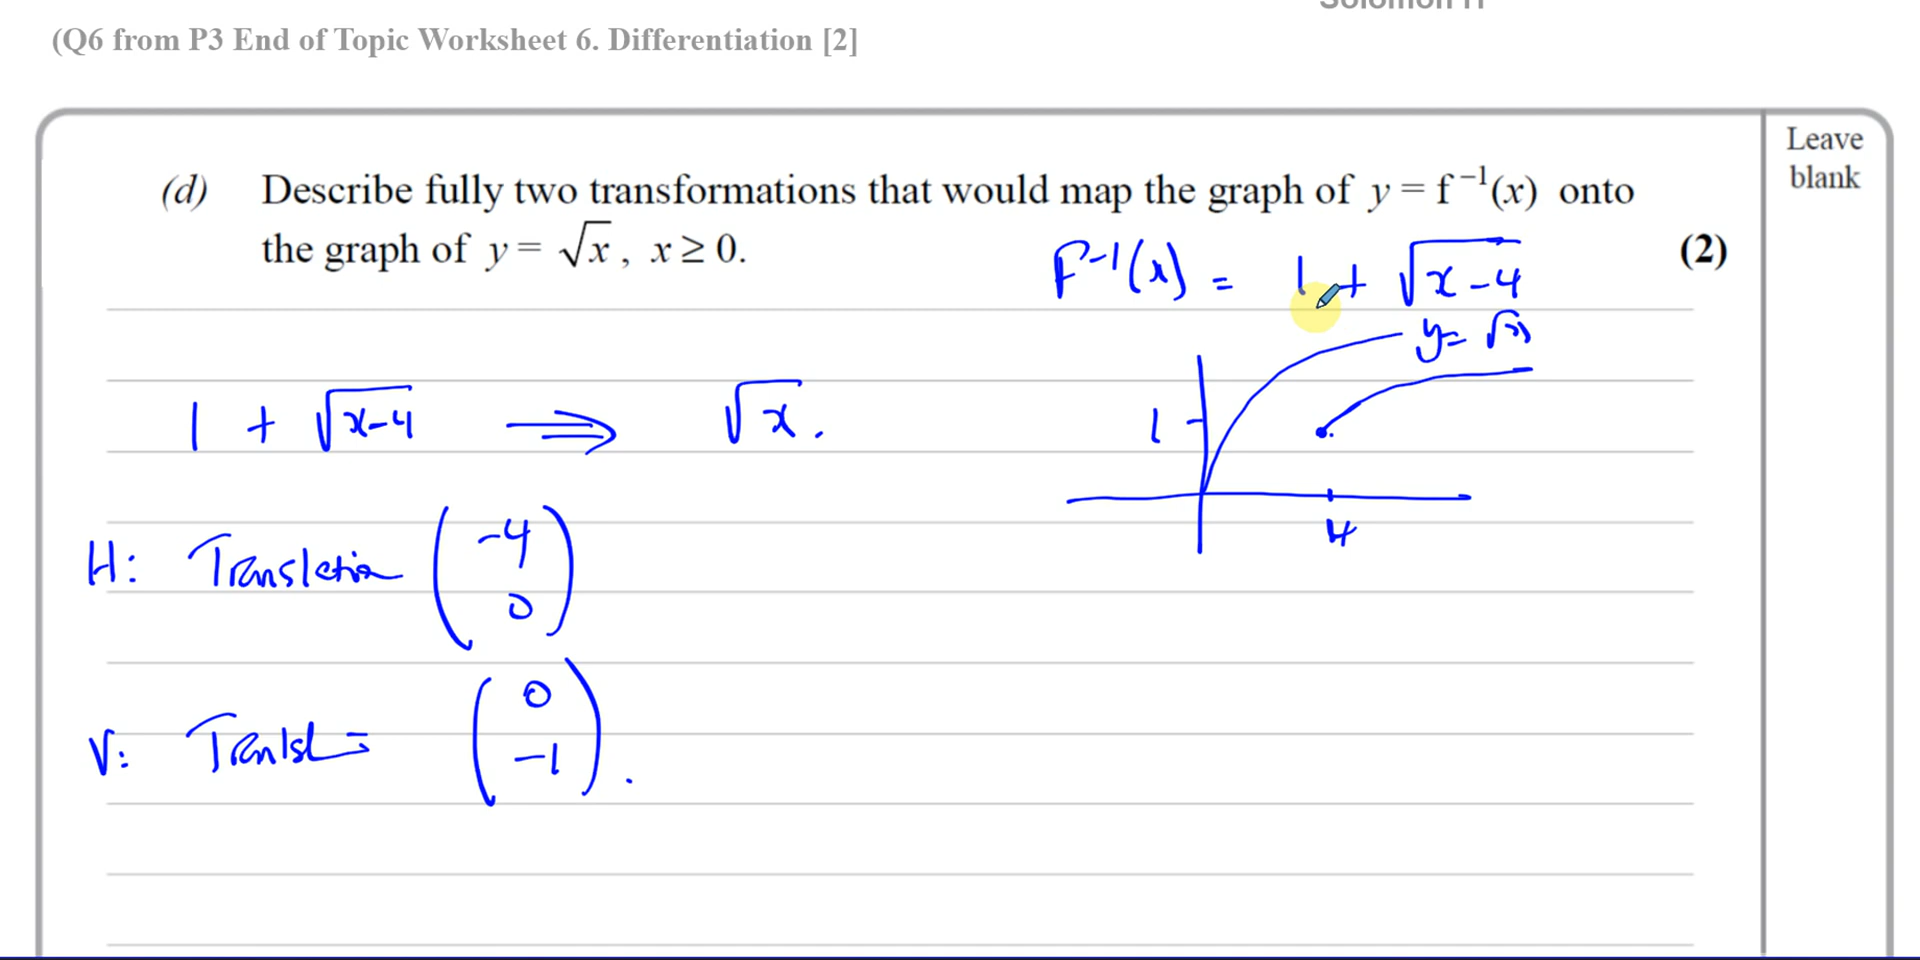 (Q6 from P3 End of Topic Worksheet 6. Differentiation [2]
Leave
blank
(d) Describe fully two transformations that would map the graph of y = f⁻¹(x) onto
the graph of y = √x , x ≥ 0.
(2)
F⁻¹(x) = 1 + √x-4
y = √x
1 + √x-4 ⟹ √x .
1
4
H: Translation (-4
0)
V: (0
-1) .